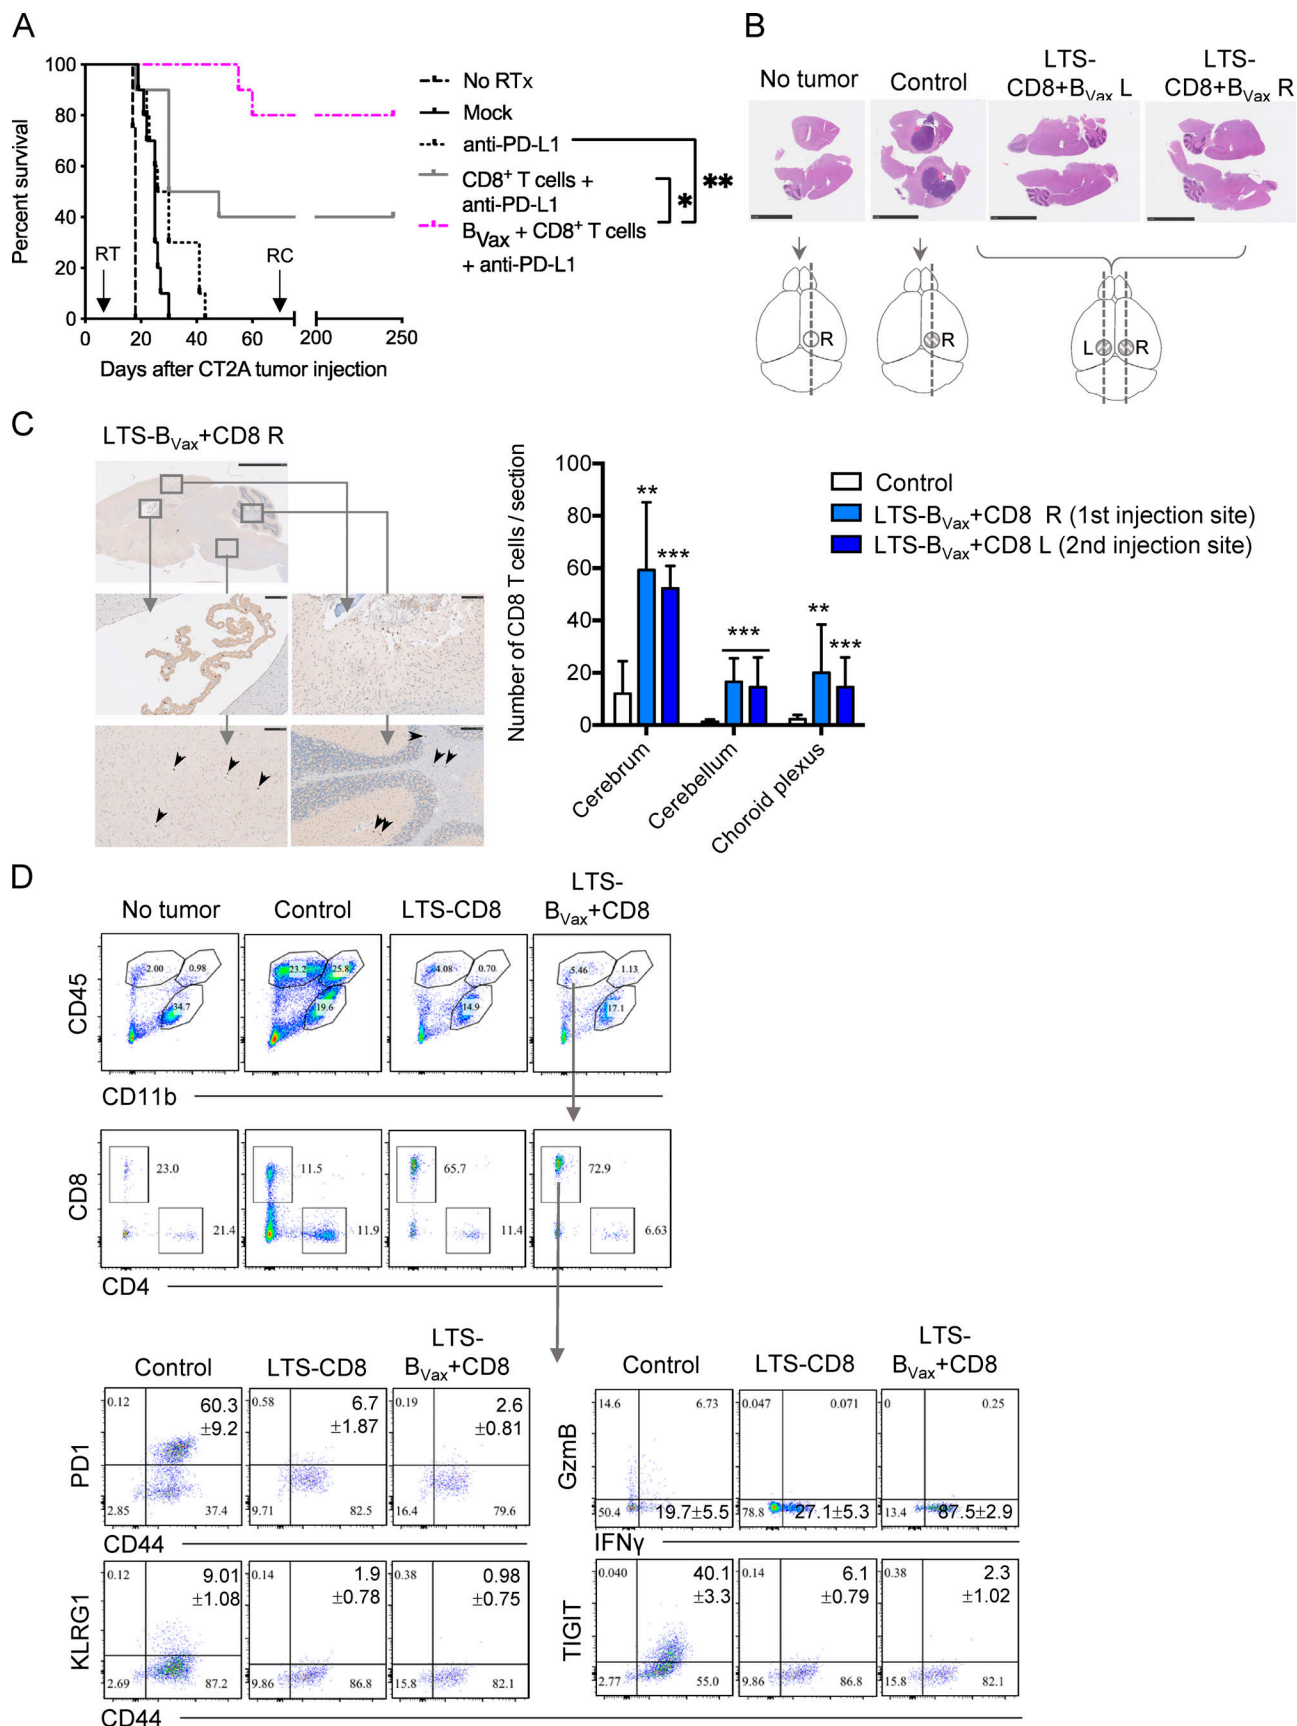 A
100
80
60
40
20
0
Percent survival
RT
RC
0
20
40
60
200
250
Days after CT2A tumor injection
No RTx
Mock
anti-PD-L1
CD8+ T cells +
anti-PD-L1
BVax + CD8+ T cells
+ anti-PD-L1
*
**
B
No tumor
Control
LTS-
CD8+BVax L
LTS-
CD8+BVax R
R
R
L
R
C
LTS-BVax+CD8 R
Number of CD8 T cells / section
100
80
60
40
20
0
**
***
***
**
***
Cerebrum
Cerebellum
Choroid plexus
Control
LTS-BVax+CD8 R (1st injection site)
LTS-BVax+CD8 L (2nd injection site)
D
No tumor
Control
LTS-CD8
LTS-
BVax+CD8
CD45
2.00
0.98
34.7
23.2
25.8
19.6
4.08
0.70
14.9
5.46
1.13
17.1
CD11b
CD8
23.0
21.4
11.5
11.9
65.7
11.4
72.9
6.63
CD4
Control
LTS-CD8
LTS-
BVax+CD8
PD1
0.12
60.3
±9.2
2.85
37.4
0.58
6.7
±1.87
9.71
82.5
0.19
2.6
±0.81
16.4
79.6
CD44
KLRG1
0.12
9.01
±1.08
2.69
87.2
0.14
1.9
±0.78
9.86
86.8
0.38
0.98
±0.75
15.8
82.1
CD44
Control
LTS-CD8
LTS-
BVax+CD8
GzmB
14.6
6.73
50.4
19.7±5.5
0.047
0.071
78.8
27.1±5.3
0
0.25
13.4
87.5±2.9
IFNγ
TIGIT
0.040
40.1
±3.3
2.77
55.0
0.14
6.1
±0.79
9.86
86.8
0.38
2.3
±1.02
15.8
82.1